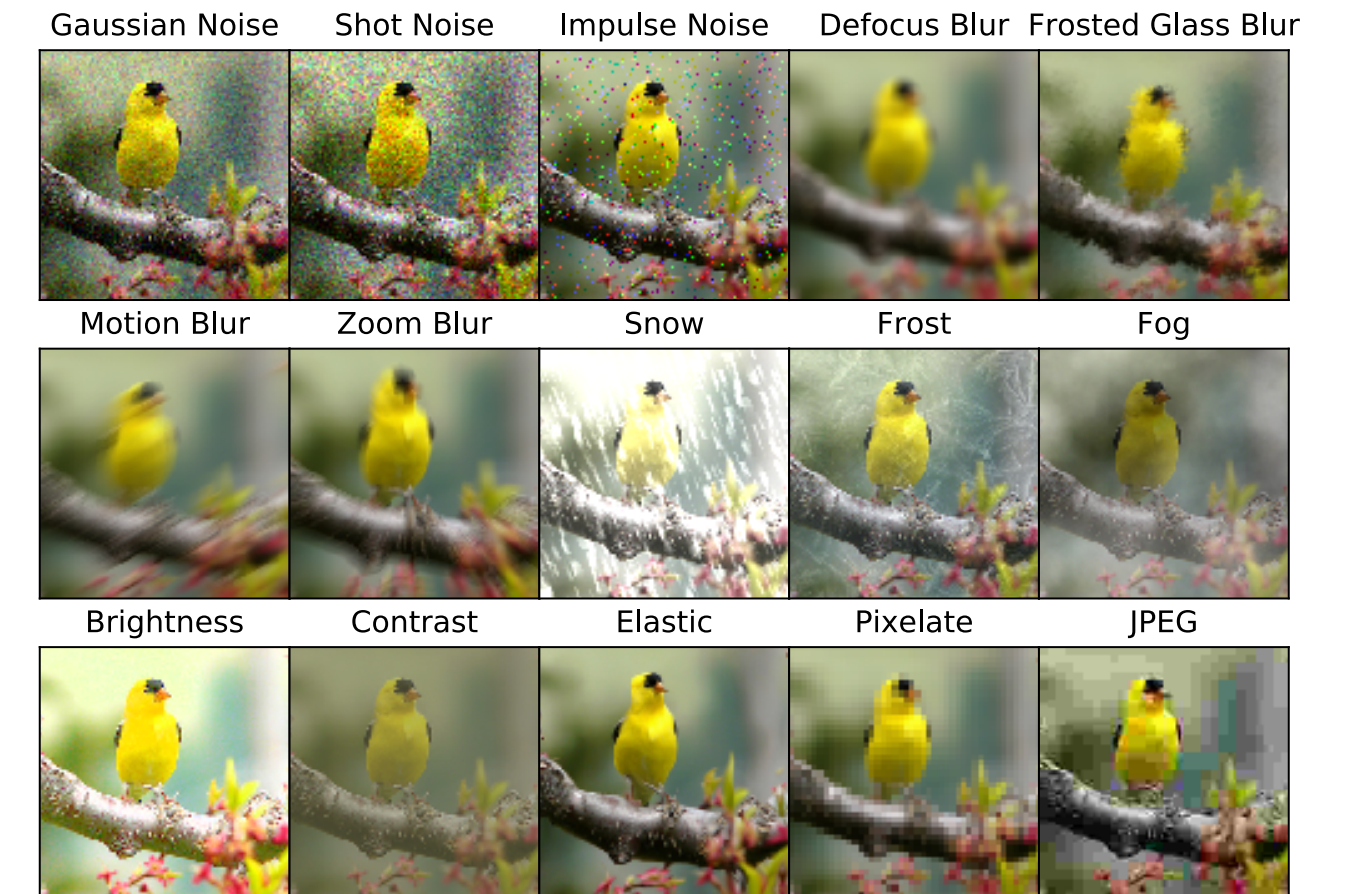 Gaussian Noise Shot Noise Impulse Noise Defocus Blur Frosted Glass Blur
Motion Blur Zoom Blur Snow Frost Fog
Brightness Contrast Elastic Pixelate JPEG